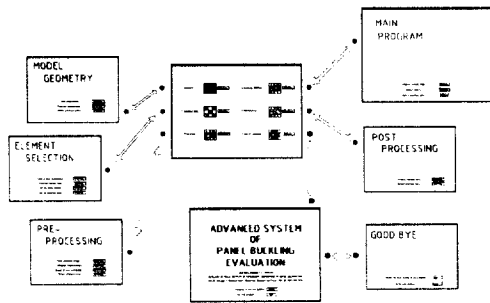 MAIN
PROGRAM
MODEL
GEOMETRY
ELEMENT
SELECTION
POST
PROCESSING
PRE-
PROCESSING
ADVANCED SYSTEM
OF
PANEL BUCKLING
EVALUATION
GOOD BYE